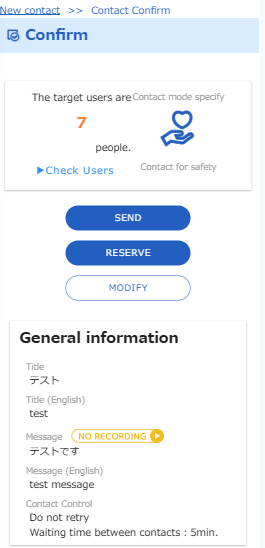 New contact >> Contact Confirm
Confirm
The target users are
7
people.
▶Check Users
Contact mode specify
Contact for safety
SEND
RESERVE
MODIFY
General information
Title
テスト
Title (English)
test
Message NO RECORDING
テストです
Message (English)
test message
Contact Control
Do not retry
Waiting time between contacts : 5min.